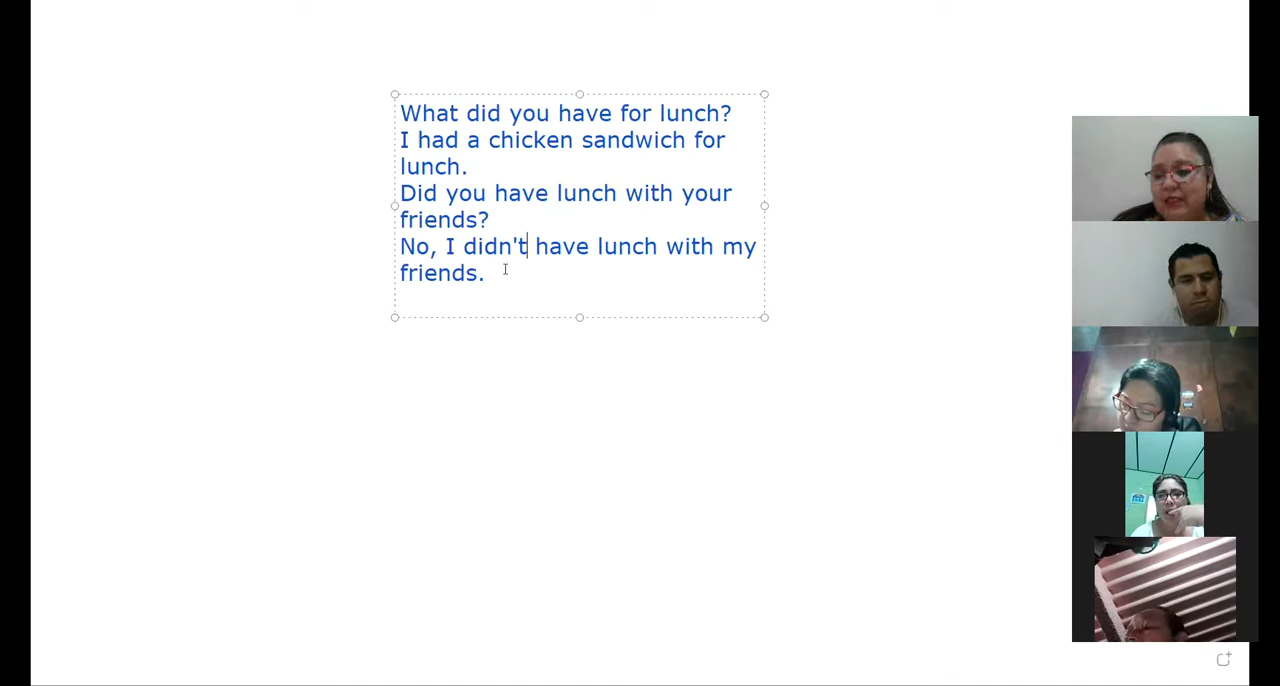 What did you have for lunch?
I had a chicken sandwich for
lunch.
Did you have lunch with your
friends?
No, I didn't have lunch with my
friends.